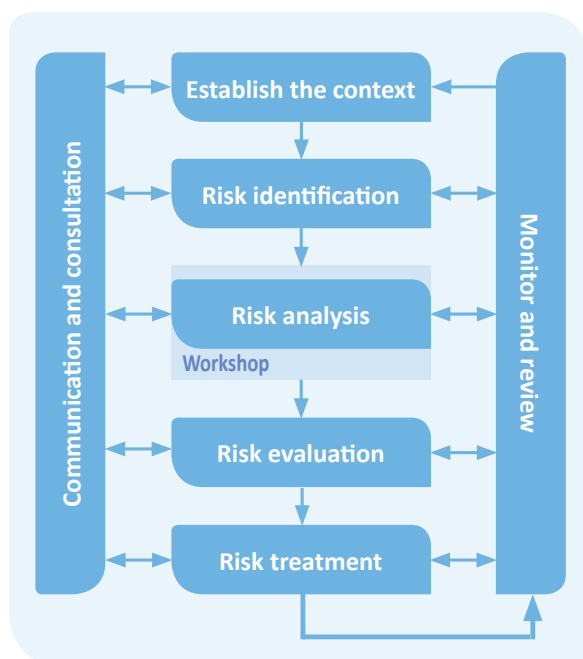 Communication and consultation
Establish the context
Risk identification
Risk analysis
Workshop
Risk evaluation
Risk treatment
Monitor and review